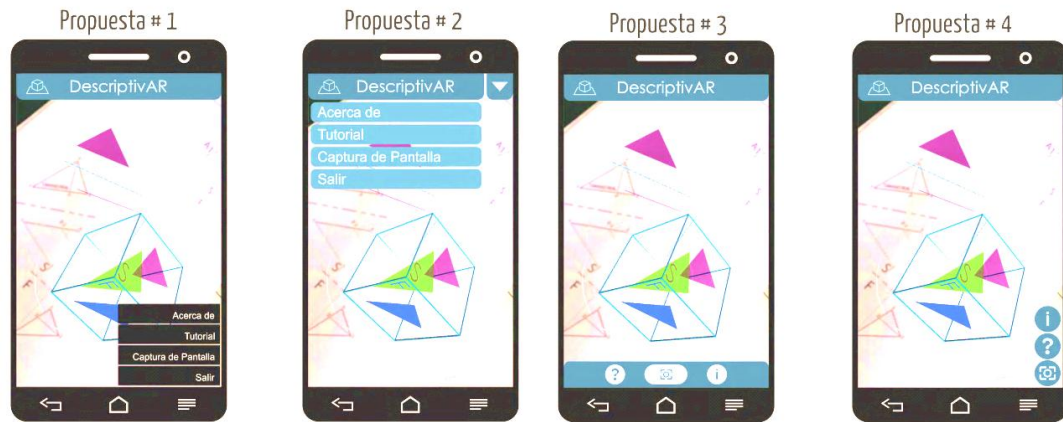 Propuesta # 1
DescriptivAR
Acerca de
Tutorial
Captura de Pantalla
Salir
Propuesta # 2
DescriptivAR
Acerca de
Tutorial
Captura de Pantalla
Salir
Propuesta # 3
DescriptivAR
?
i
Propuesta # 4
DescriptivAR
i
?